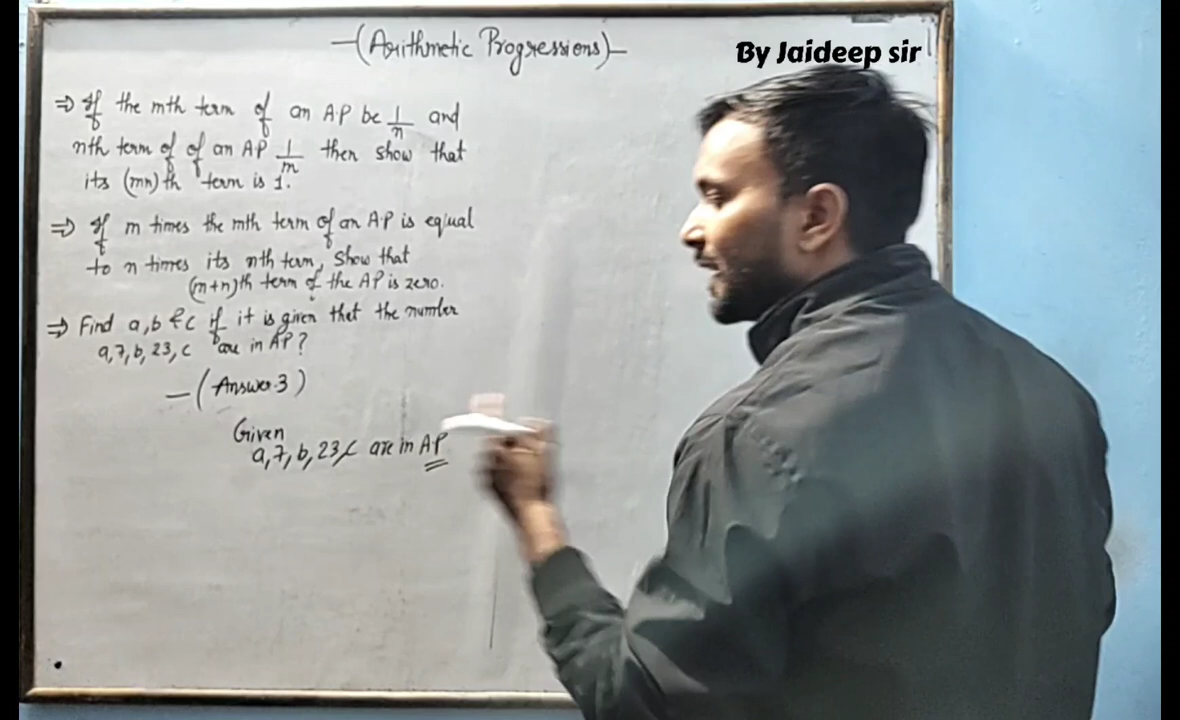 (Arithmetic Progressions)
By Jaideep sir
⇒ If the mth term of an A.P be 1/n and
nth term of of an AP 1/m then show that
its (mn)th term is 1.
⇒ If m times the mth term of an A.P is equal
to n times its nth term, Show that
(m+n)th term of the AP is zero.
⇒ Find a, b & c if it is given that the number
a, 7, b, 23, c are in AP?
(Answer.3)
Given
a, 7, b, 23, c are in A.P